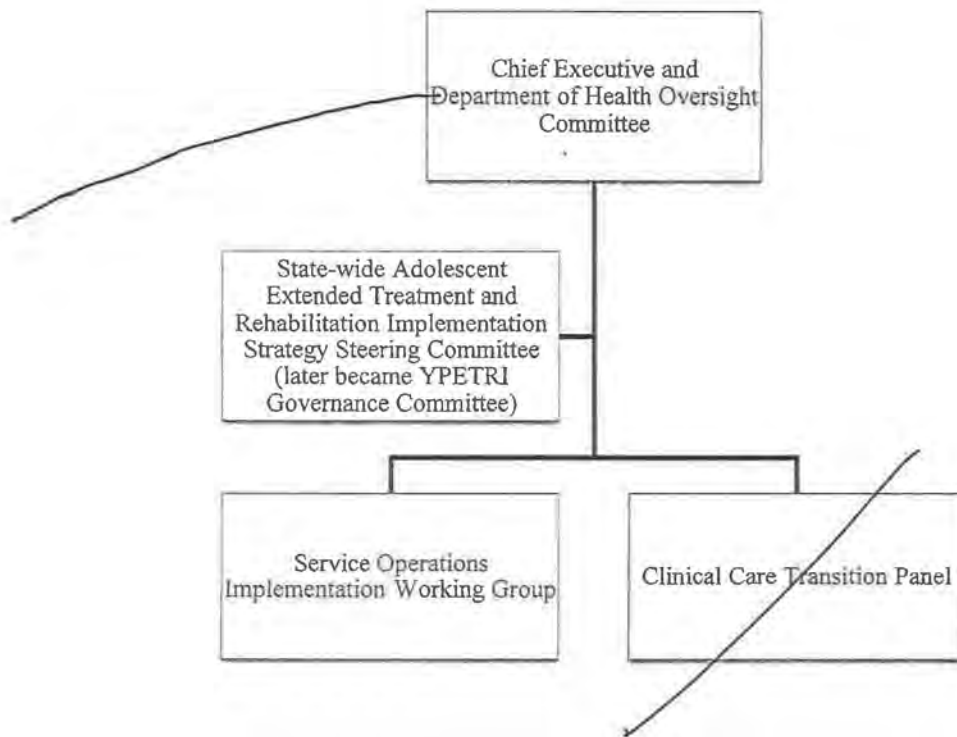 Chief Executive and
Department of Health Oversight
Committee
State-wide Adolescent
Extended Treatment and
Rehabilitation Implementation
Strategy Steering Committee
(later became YPETRI
Governance Committee)
Service Operations
Implementation Working Group
Clinical Care Transition Panel